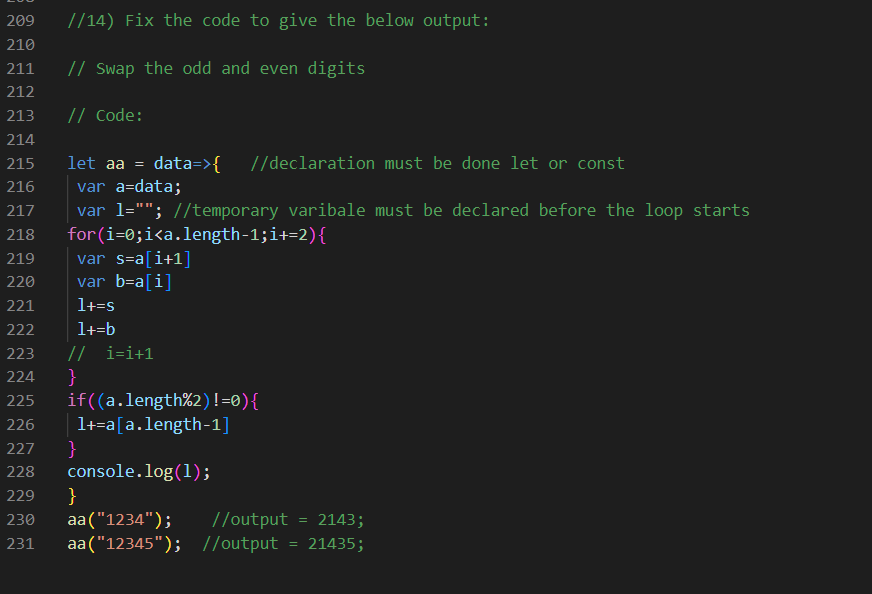 209 //14) Fix the code to give the below output:
210
211 // Swap the odd and even digits
212
213 // Code:
214
215 let aa = data=>{   //declaration must be done let or const
216  var a=data;
217  var l=""; //temporary varibale must be declared before the loop starts
218 for(i=0;i<a.length-1;i+=2){
219  var s=a[i+1]
220  var b=a[i]
221  l+=s
222  l+=b
223 //  i=i+1
224 }
225 if((a.length%2)!=0){
226  l+=a[a.length-1]
227 }
228 console.log(l);
229 }
230 aa("1234");    //output = 2143;
231 aa("12345");  //output = 21435;